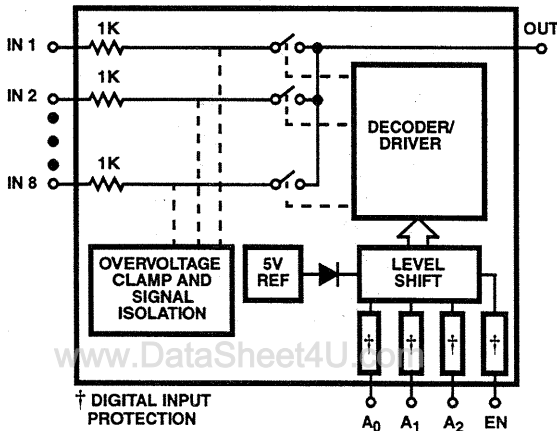 IN 1
1K
OUT
IN 2
1K
DECODER/
DRIVER
IN 8
1K
OVERVOLTAGE
CLAMP AND
SIGNAL
ISOLATION
5V
REF
LEVEL
SHIFT
† † † †
www.DataSheet4U.com
† DIGITAL INPUT
PROTECTION
A0 A1 A2 EN